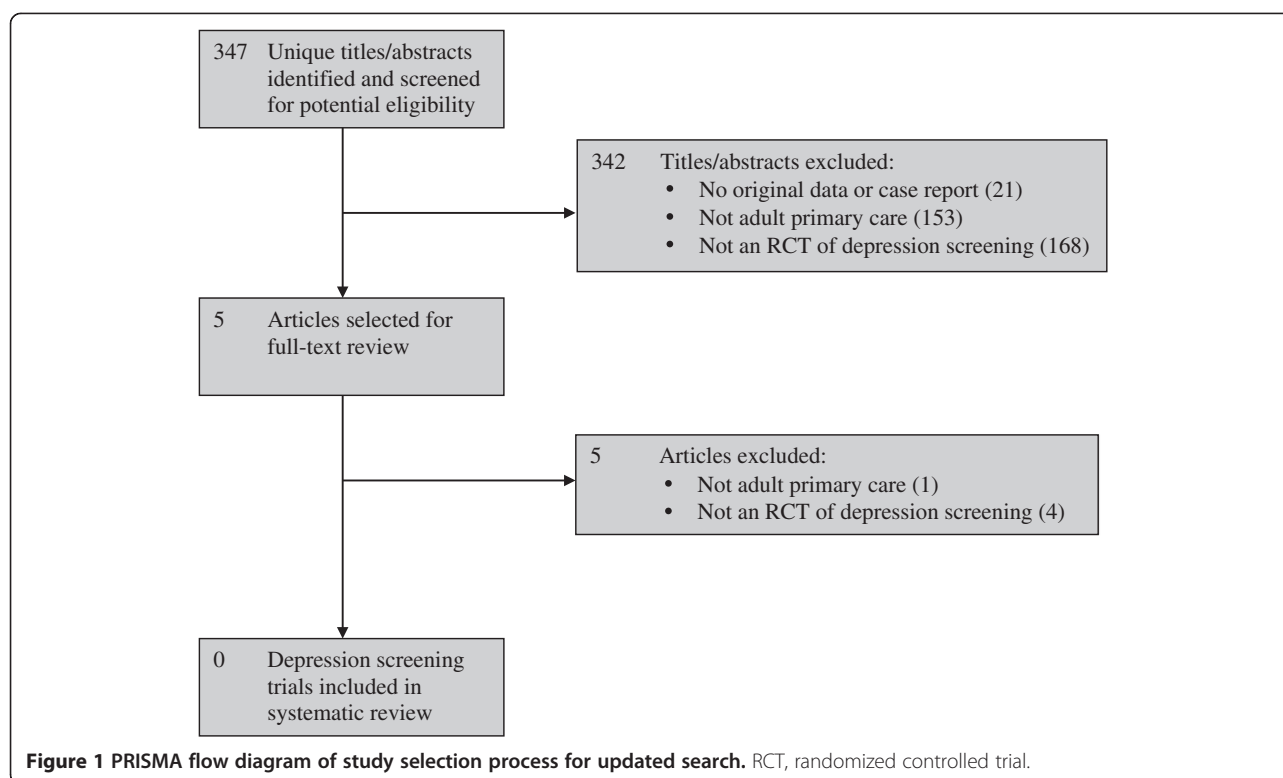 347 Unique titles/abstracts
identified and screened
for potential eligibility
342 Titles/abstracts excluded:
• No original data or case report (21)
• Not adult primary care (153)
• Not an RCT of depression screening (168)
5 Articles selected for
full-text review
5 Articles excluded:
• Not adult primary care (1)
• Not an RCT of depression screening (4)
0 Depression screening
trials included in
systematic review
Figure 1 PRISMA flow diagram of study selection process for updated search. RCT, randomized controlled trial.